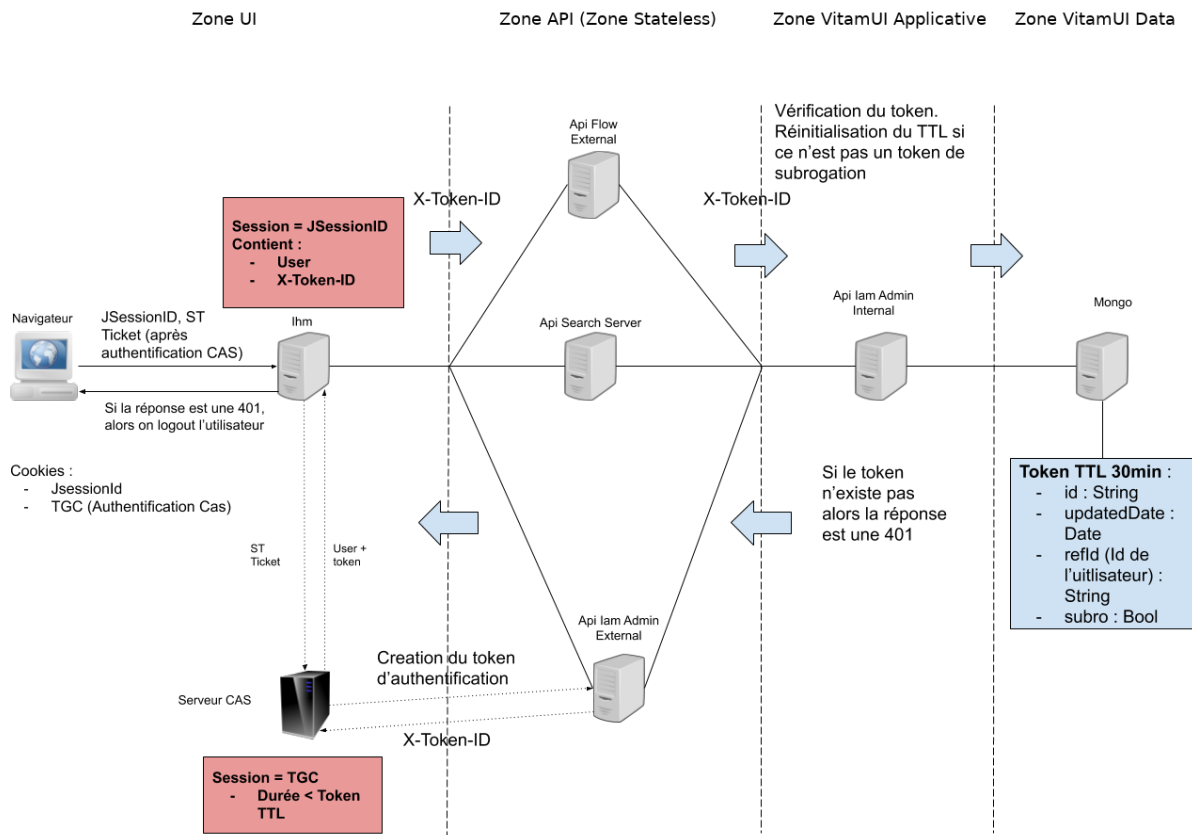 Zone UI
Zone API (Zone Stateless)
Zone VitamUI Applicative
Zone VitamUI Data
Api Flow
External
Vérification du token.
Réinitialisation du TTL si
ce n'est pas un token de
subrogation
X-Token-ID
X-Token-ID
Session = JSessionID
Contient :
- User
- X-Token-ID
Navigateur
JSessionID, ST
Ticket (après
authentification CAS)
Ihm
Api Search Server
Api Iam Admin
Internal
Mongo
Si la réponse est une 401,
alors on logout l'utilisateur
Cookies :
- JsessionId
- TGC (Authentification Cas)
Si le token
n'existe pas
alors la réponse
est une 401
Token TTL 30min :
- id : String
- updatedDate :
Date
- refId (Id de
l'uitlisateur) :
String
- subro : Bool
ST
Ticket
User +
token
Api Iam Admin
External
Creation du token
d'authentification
Serveur CAS
X-Token-ID
Session = TGC
- Durée < Token
TTL